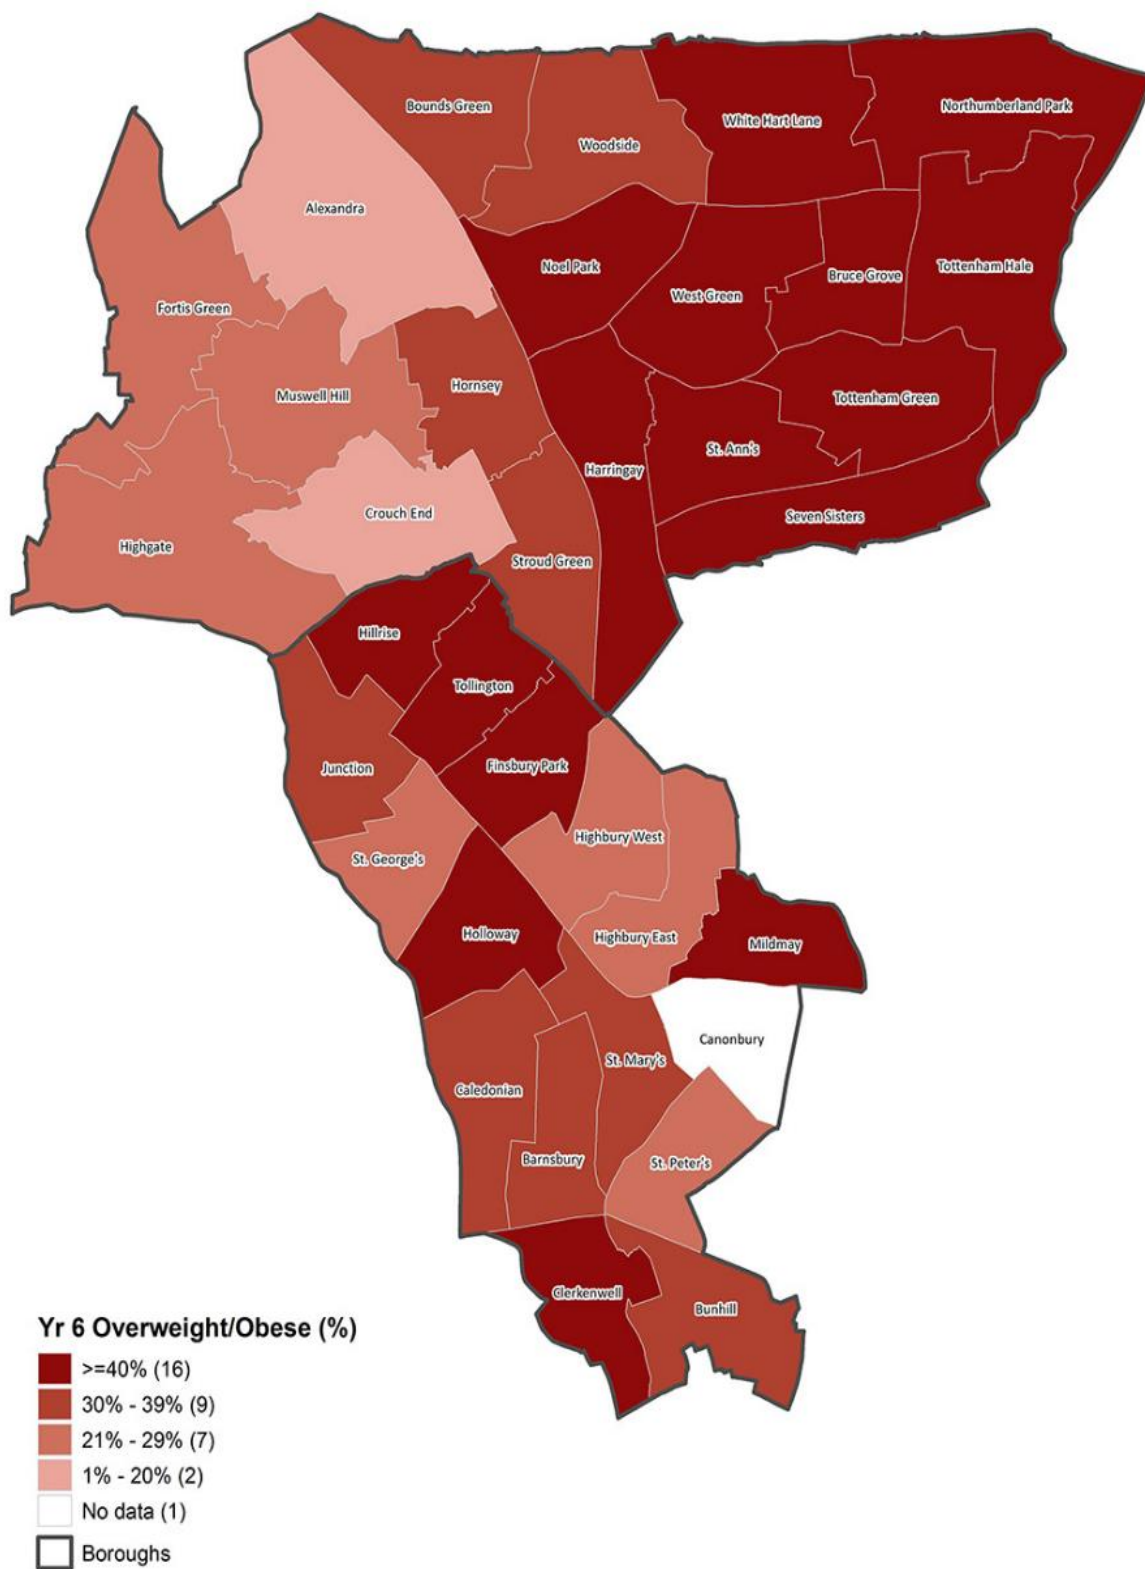 Bounds Green
Northumberland Park
White Hart Lane
Woodside
Alexandra
Noel Park
Tottenham Hale
Bruce Grove
West Green
Fortis Green
Hornsey
Muswell Hill
Tottenham Green
St. Ann's
Harringay
Crouch End
Seven Sisters
Highgate
Stroud Green
Hillrise
Tollington
Finsbury Park
Junction
Highbury West
St. George's
Holloway
Highbury East
Mildmay
Canonbury
St. Mary's
Caledonian
Barnsbury
St. Peter's
Clerkenwell
Bunhill
Yr 6 Overweight/Obese (%)
>=40% (16)
30% - 39% (9)
21% - 29% (7)
1% - 20% (2)
No data (1)
Boroughs